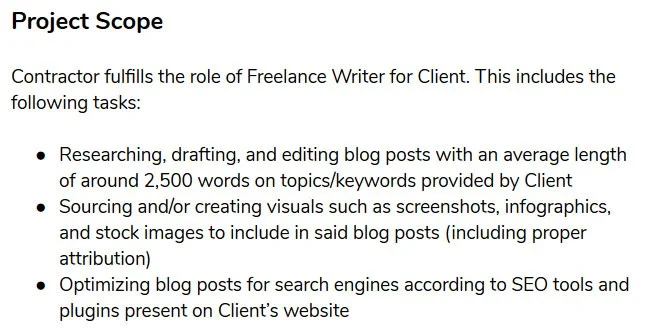 Project Scope
Contractor fulfills the role of Freelance Writer for Client. This includes the
following tasks:
● Researching, drafting, and editing blog posts with an average length
of around 2,500 words on topics/keywords provided by Client
● Sourcing and/or creating visuals such as screenshots, infographics,
and stock images to include in said blog posts (including proper
attribution)
● Optimizing blog posts for search engines according to SEO tools and
plugins present on Client’s website